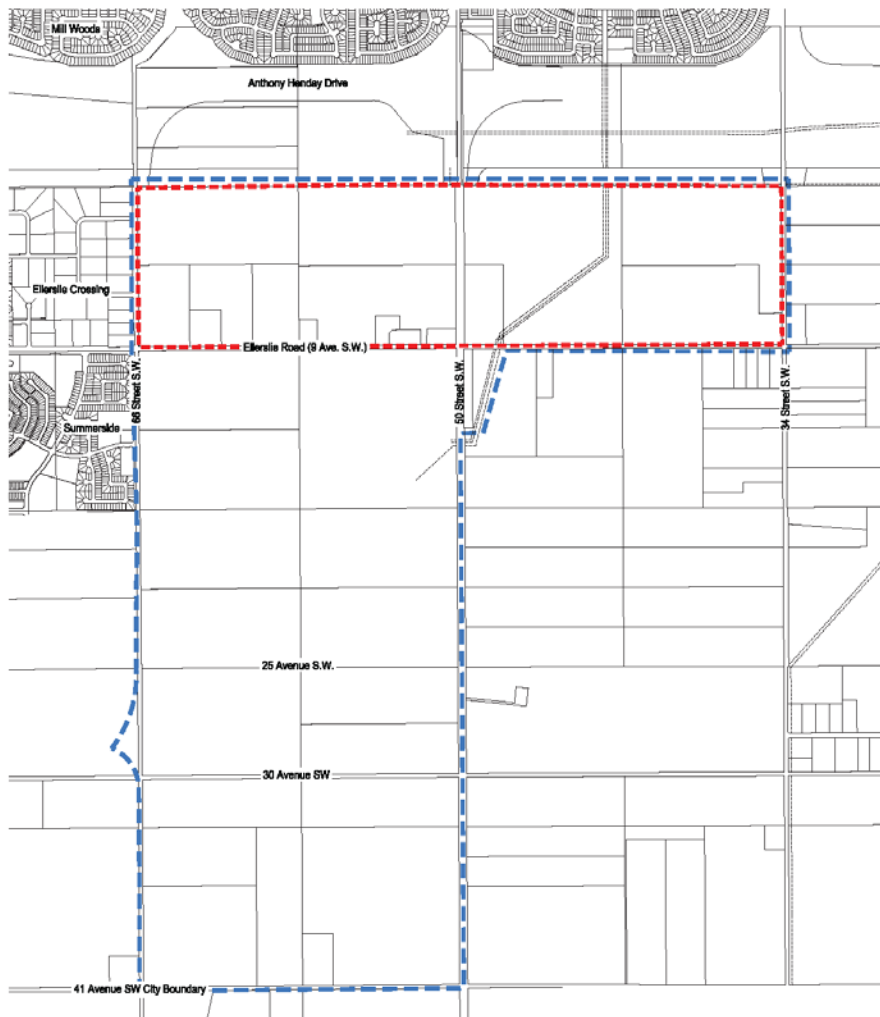 Mill Woods
Anthony Henday Drive
Ellerslie Crossing
Ellerslie Road (9 Ave. S.W.)
66 Street S.W.
50 Street S.W.
34 Street S.W.
Summerside
25 Avenue S.W.
30 Avenue SW
41 Avenue SW City Boundary